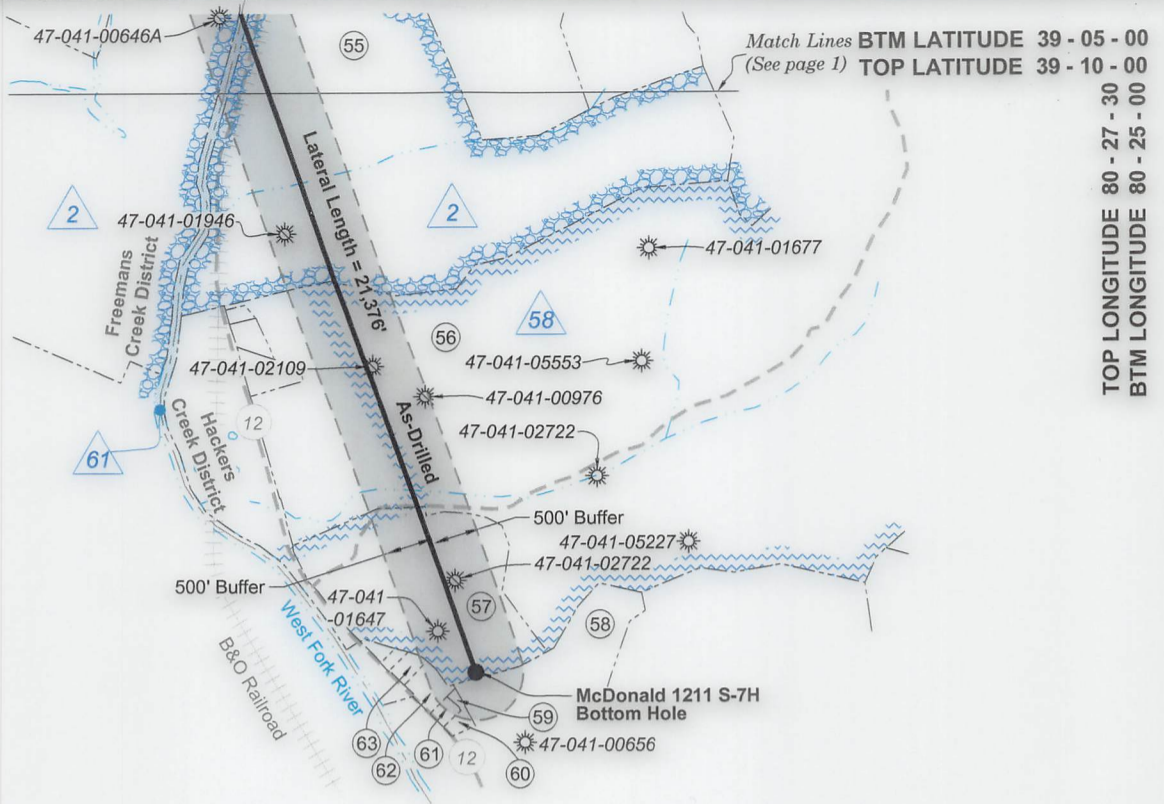 47-041-00646A
55
Match Lines
(See page 1)
BTM LATITUDE 39 - 05 - 00
TOP LATITUDE 39 - 10 - 00
TOP LONGITUDE 80 - 27 - 30
BTM LONGITUDE 80 - 25 - 00
Lateral Length = 21,376'
2
47-041-01946
2
47-041-01677
Freemans
Creek District
58
56
47-041-05553
47-041-02109
47-041-00976
As-Drilled
12
Hackers
Creek District
47-041-02722
61
500' Buffer
47-041-05227
47-041-02722
500' Buffer
47-041
-01647
57
58
West Fork River
B&O Railroad
McDonald 1211 S-7H
Bottom Hole
59
47-041-00656
63
62
61
12
60